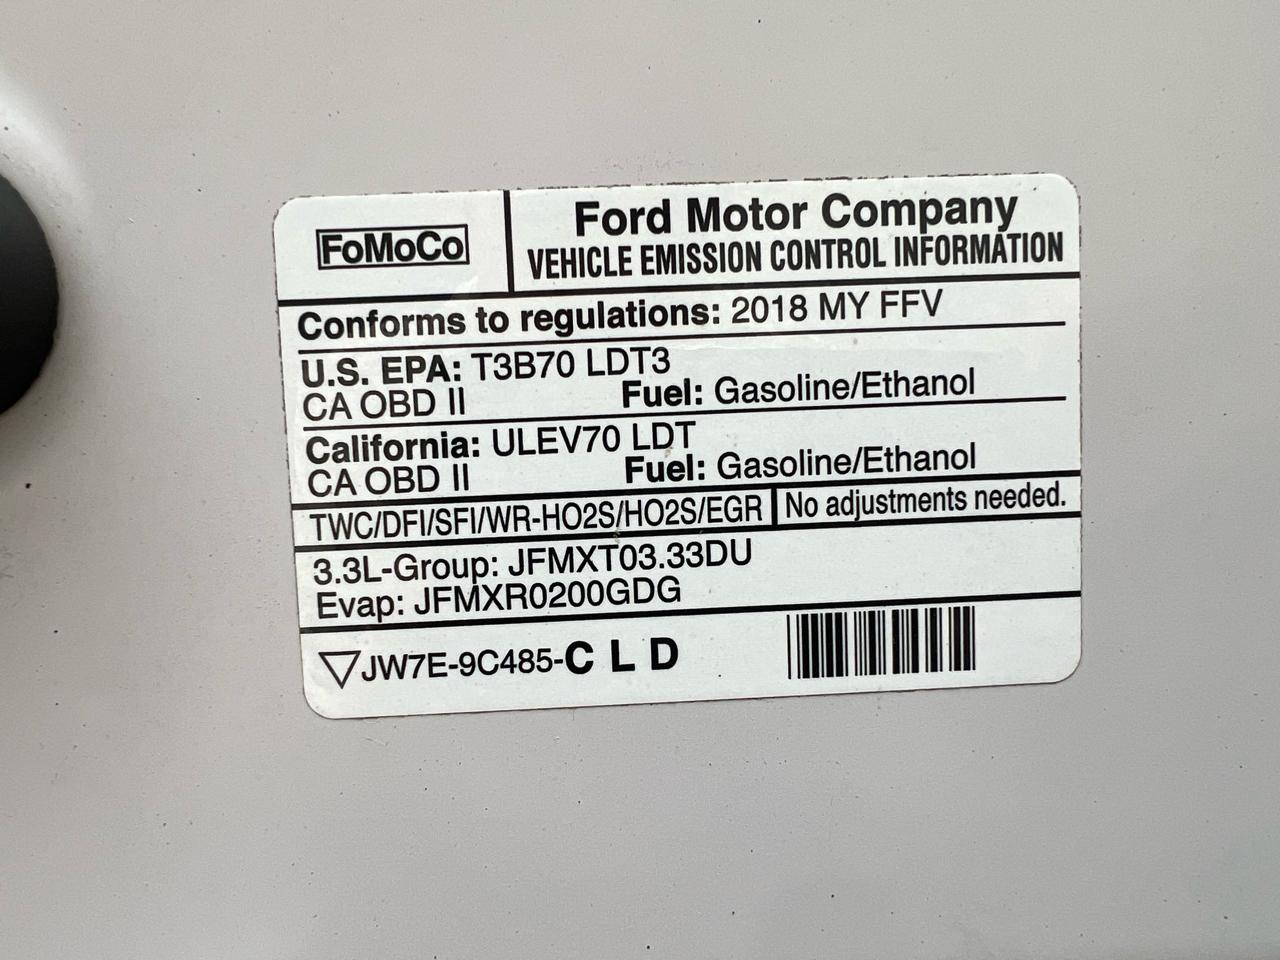 FoMoCo
Ford Motor Company
VEHICLE EMISSION CONTROL INFORMATION
Conforms to regulations: 2018 MY FFV
U.S. EPA: T3B70 LDT3
CA OBD II Fuel: Gasoline/Ethanol
California: ULEV70 LDT
CA OBD II Fuel: Gasoline/Ethanol
TWC/DFI/SFI/WR-HO2S/HO2S/EGR No adjustments needed.
3.3L-Group: JFMXT03.33DU
Evap: JFMXR0200GDG
JW7E-9C485-C L D